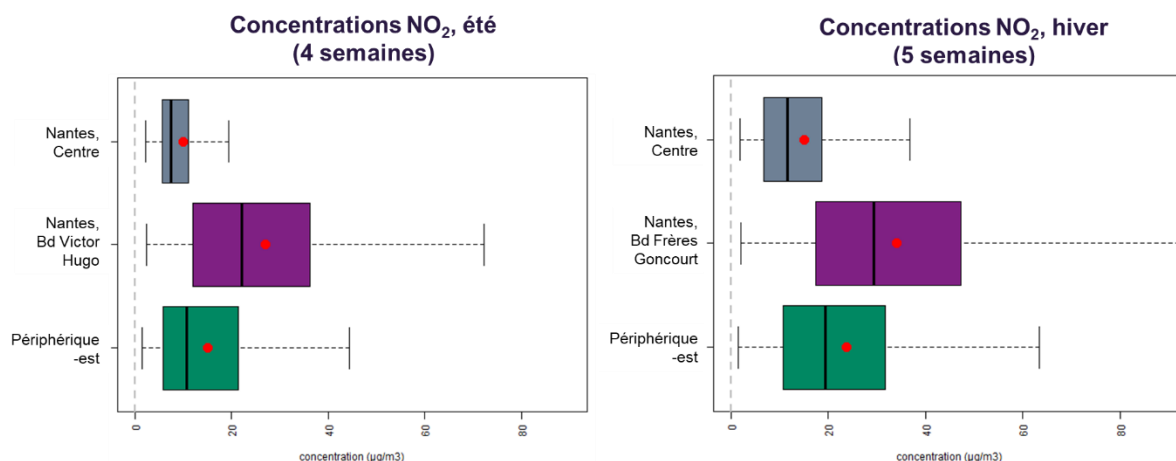 Concentrations NO₂, été
(4 semaines)
Nantes,
Centre
Nantes,
Bd Victor
Hugo
Périphérique
-est
0
20
40
60
80
concentration (µg/m3)
Concentrations NO₂, hiver
(5 semaines)
Nantes,
Centre
Nantes,
Bd Frères
Goncourt
Périphérique
-est
0
20
40
60
80
concentration (µg/m3)